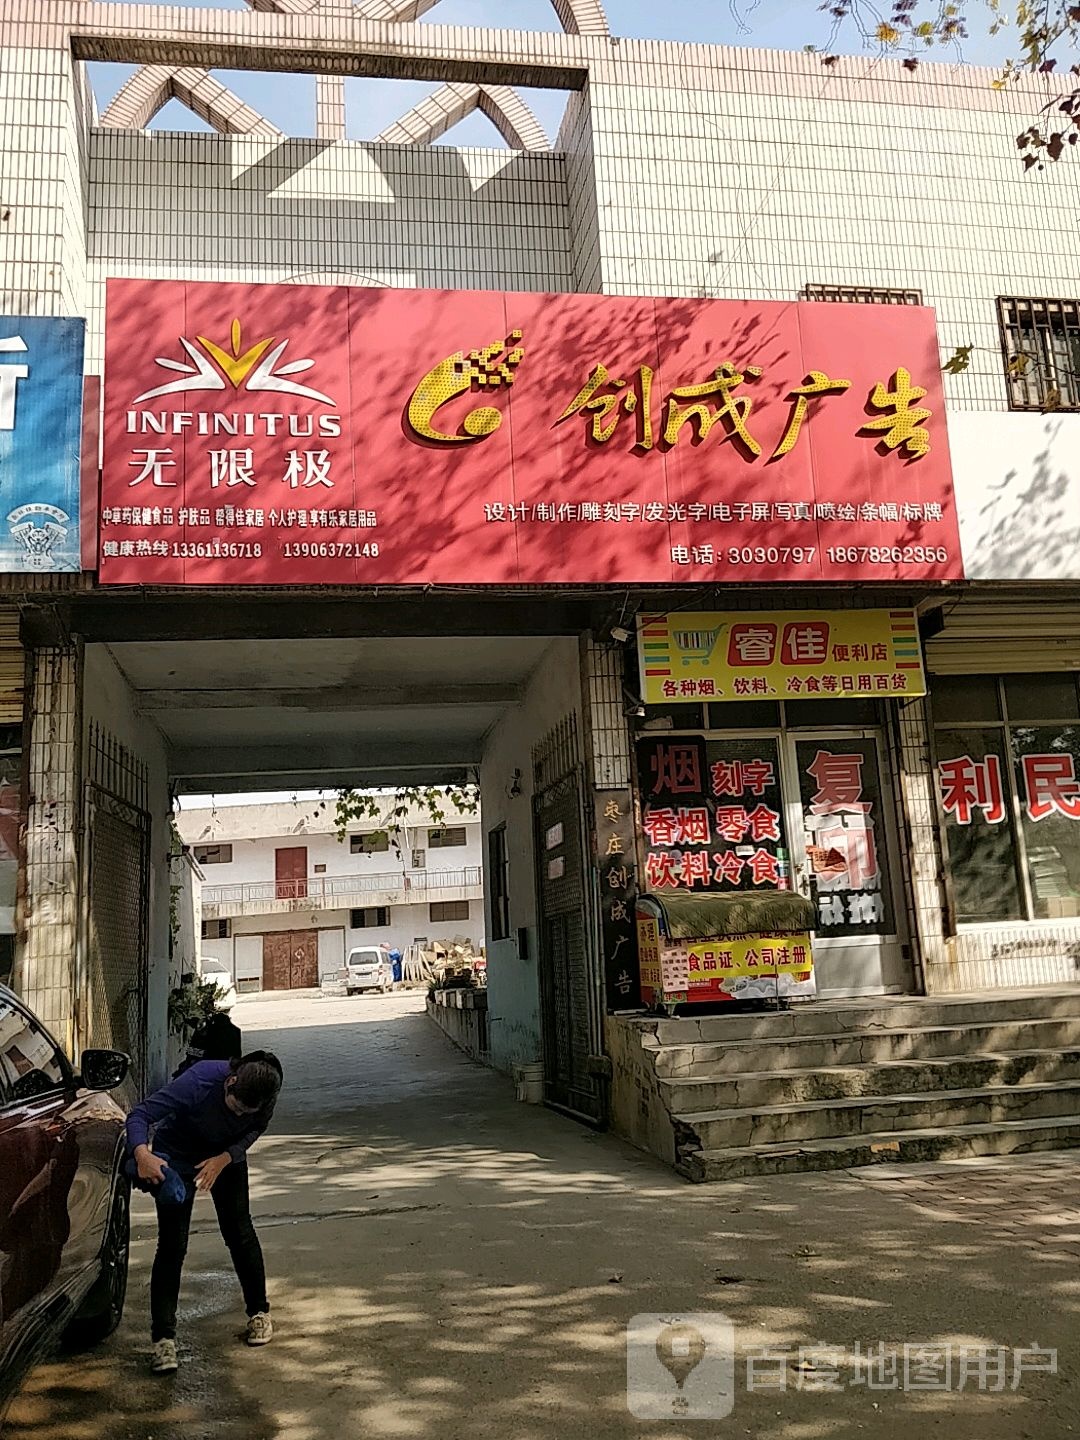 INFINITUS
无限极
中草药保健食品 护肤品 帮得佳家居 个人护理 享有乐家居用品
健康热线 13361136718 13906372148
创成广告
设计/制作/雕刻字/发光字/电子屏/写真/喷绘/条幅/标牌
电话: 3030797 18678262356
睿佳便利店
各种烟、饮料、冷食等日用百货
烟 刻字
香烟 零食
饮料冷食
复印
利民
枣庄创成广告
办理
食品证、公司注册
百度地图用户